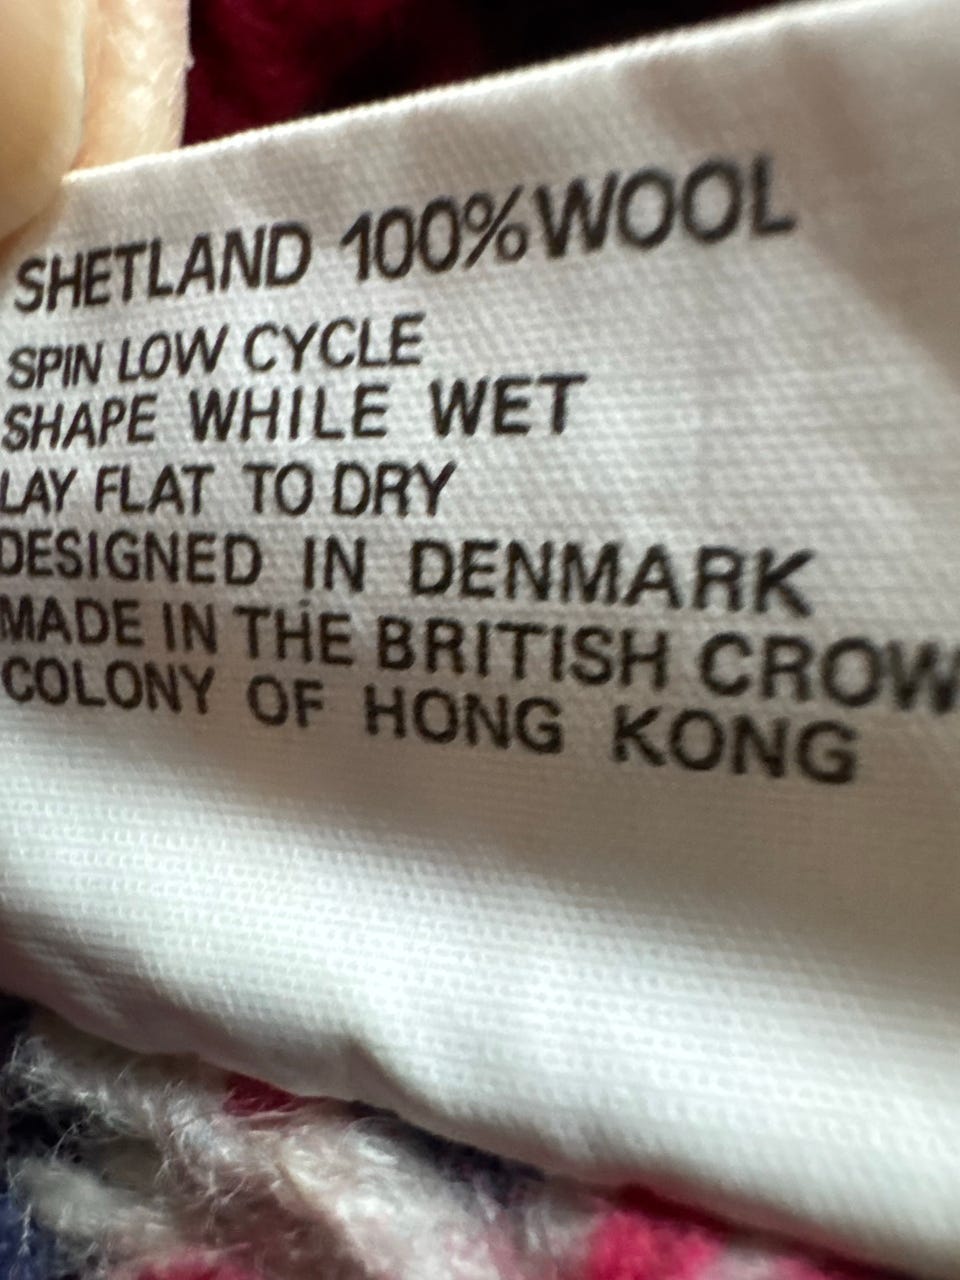 SHETLAND 100% WOOL
SPIN LOW CYCLE
SHAPE WHILE WET
LAY FLAT TO DRY
DESIGNED IN DENMARK
MADE IN THE BRITISH CROW
COLONY OF HONG KONG